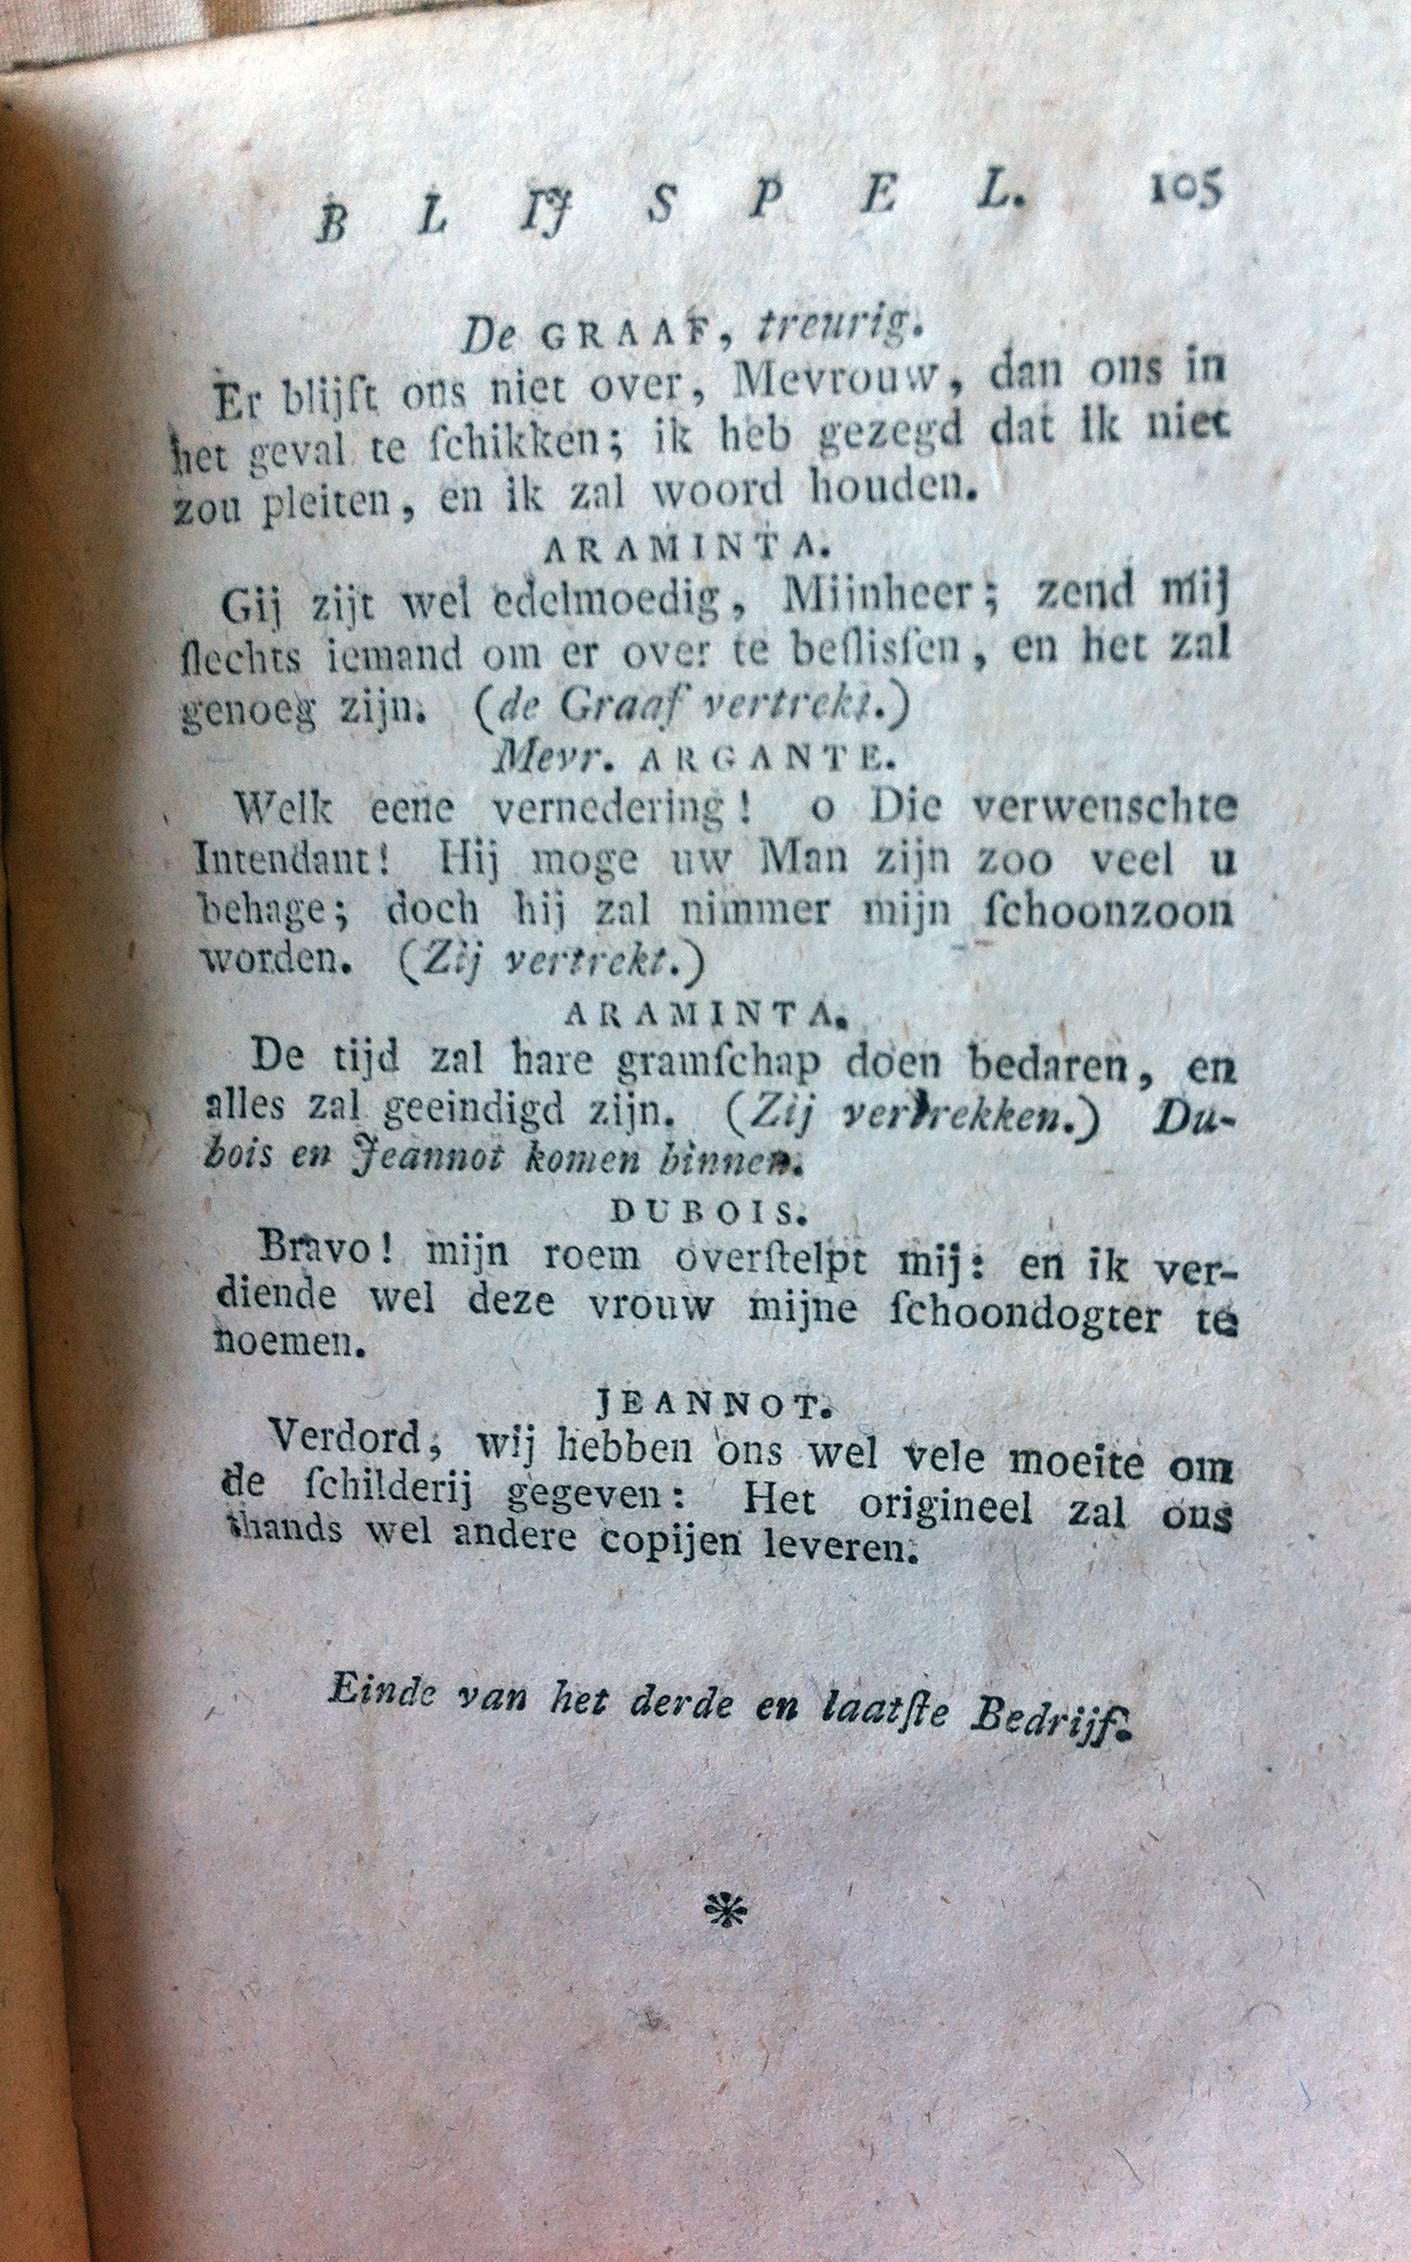 B L IJ S P E L. 105
De GRAAF, treurig.
Er blijft ons niet over, Mevrouw, dan ons in
het geval te ſchikken; ik heb gezegd dat ik niet
zou pleiten, en ik zal woord houden.
ARAMINTA.
Gij zijt wel edelmoedig, Mijnheer; zend mij
ſlechts iemand om er over te beſlisſen, en het zal
genoeg zijn. (de Graaf vertrekt.)
Mevr. ARGANTE.
Welk eene vernedering! o Die verwenschte
Intendant! Hij moge uw Man zijn zoo veel u
behage; doch hij zal nimmer mijn ſchoonzoon
worden. (Zij vertrekt.)
ARAMINTA.
De tijd zal hare gramſchap doen bedaren, en
alles zal geeindigd zijn. (Zij vertrekken.) Du-
bois en Jeannot komen binnen.
DUBOIS.
Bravo! mijn roem overſtelpt mij: en ik ver-
diende wel deze vrouw mijne ſchoondogter te
noemen.
JEANNOT.
Verdord, wij hebben ons wel vele moeite om
de ſchilderij gegeven: Het origineel zal ons
thands wel andere copijen leveren.
Einde van het derde en laatſte Bedrijf.